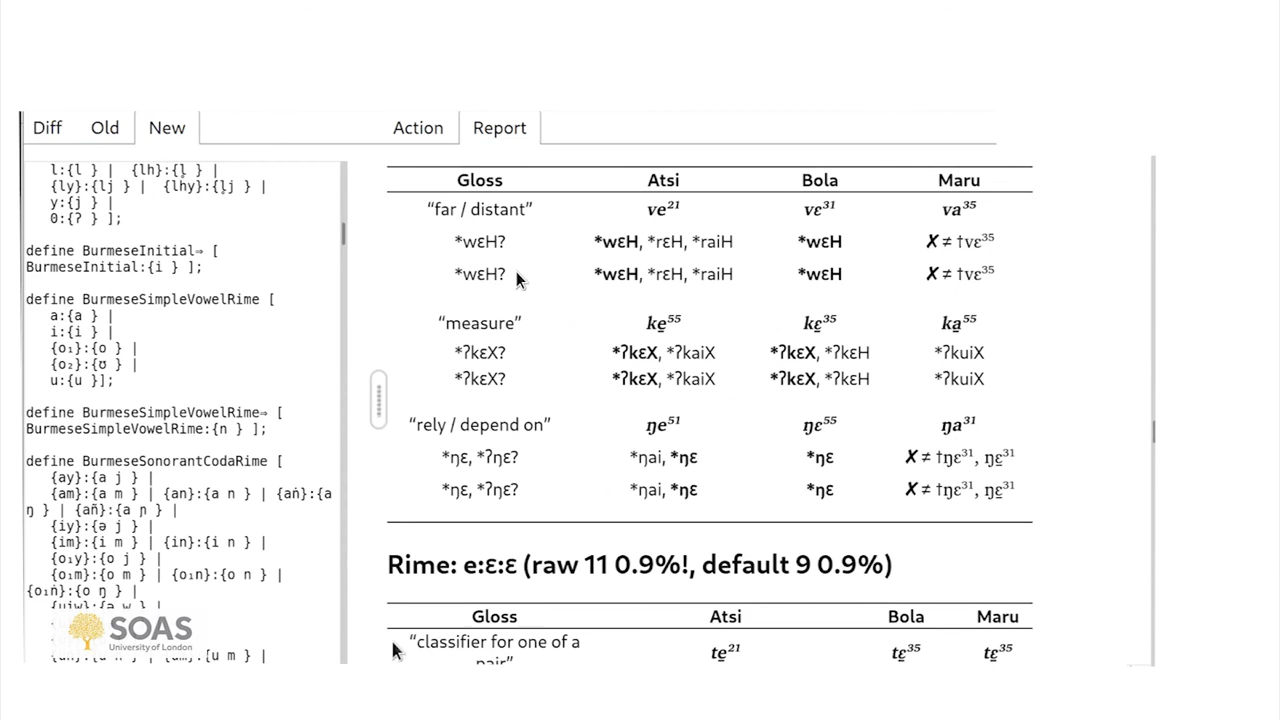 Diff Old New
l:{l } | {lh}:{l̥ } |
{ly}:{lj } | {lhy}:{l̥j } |
y:{j } |
0:{ʔ } ];
define BurmeseInitial⇒ [
BurmeseInitial:{i } ];
define BurmeseSimpleVowelRime [
a:{a } |
i:{i } |
{o₁}:{o } |
{o₂}:{ʊ } |
u:{u }];
define BurmeseSimpleVowelRime⇒ [
BurmeseSimpleVowelRime:{n } ];
define BurmeseSonorantCodaRime [
{ay}:{a j } |
{am}:{a m } | {an}:{a n } | {aṅ}:{a
ŋ } | {añ}:{a ɲ } |
{iy}:{ə j } |
{im}:{i m } | {in}:{i n } |
{o₁y}:{o j } |
{o₁m}:{o m } | {o₁n}:{o n } |
{o₁ṅ}:{o ŋ } |
SOAS
University of London
Action Report
Gloss Atsi Bola Maru
“far / distant” ve²¹ vɛ³¹ va³⁵
*wɛH? *wɛH, *rɛH, *raiH *wɛH ✘ ≠ †vɛ³⁵
*wɛH? *wɛH, *rɛH, *raiH *wɛH ✘ ≠ †vɛ³⁵
“measure” ke̱⁵⁵ kɛ̱³⁵ ka̱⁵⁵
*ʔkɛX? *ʔkɛX, *ʔkaiX *ʔkɛX, *ʔkɛH *ʔkuiX
*ʔkɛX? *ʔkɛX, *ʔkaiX *ʔkɛX, *ʔkɛH *ʔkuiX
“rely / depend on” ŋe⁵¹ ŋɛ⁵⁵ ŋa³¹
*ŋɛ, *ʔŋɛ? *ŋai, *ŋɛ *ŋɛ ✘ ≠ †ŋɛ³¹, ŋɛ̱³¹
*ŋɛ, *ʔŋɛ? *ŋai, *ŋɛ *ŋɛ ✘ ≠ †ŋɛ³¹, ŋɛ̱³¹
Rime: e:ɛ:ɛ (raw 11 0.9%!, default 9 0.9%)
Gloss Atsi Bola Maru
“classifier for one of a
pair” te̱²¹ tɛ̱³⁵ tɛ̱³⁵